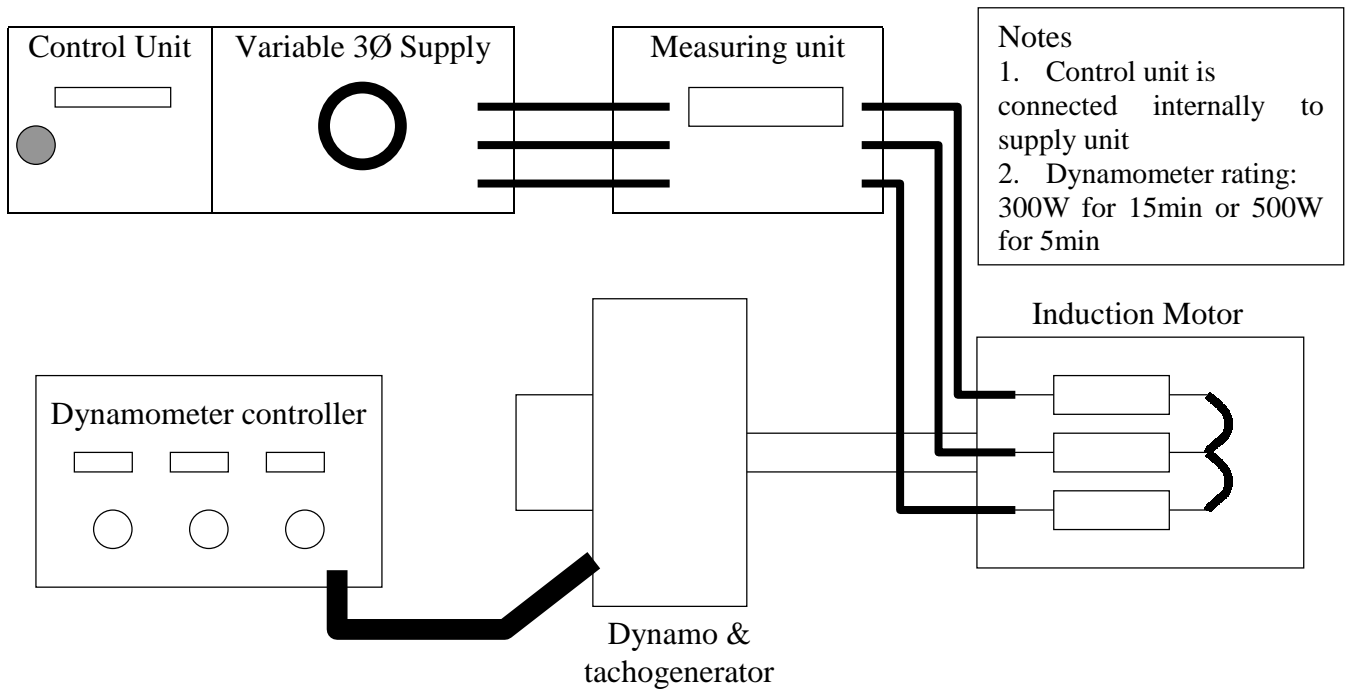 Control Unit
Variable 3Ø Supply
Measuring unit
Notes
1. Control unit is
connected internally to
supply unit
2. Dynamometer rating:
300W for 15min or 500W
for 5min
Induction Motor
Dynamometer controller
Dynamo &
tachogenerator